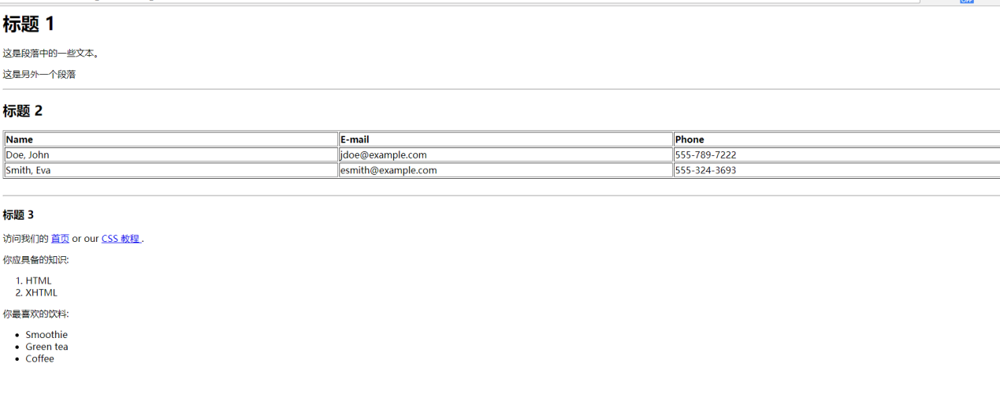 标题 1
这是段落中的一些文本。
这是另外一个段落
标题 2
Name E-mail Phone
Doe, John jdoe@example.com 555-789-7222
Smith, Eva esmith@example.com 555-324-3693
标题 3
访问我们的 首页 or our CSS 教程 .
你应具备的知识:
1. HTML
2. XHTML
你最喜欢的饮料:
• Smoothie
• Green tea
• Coffee